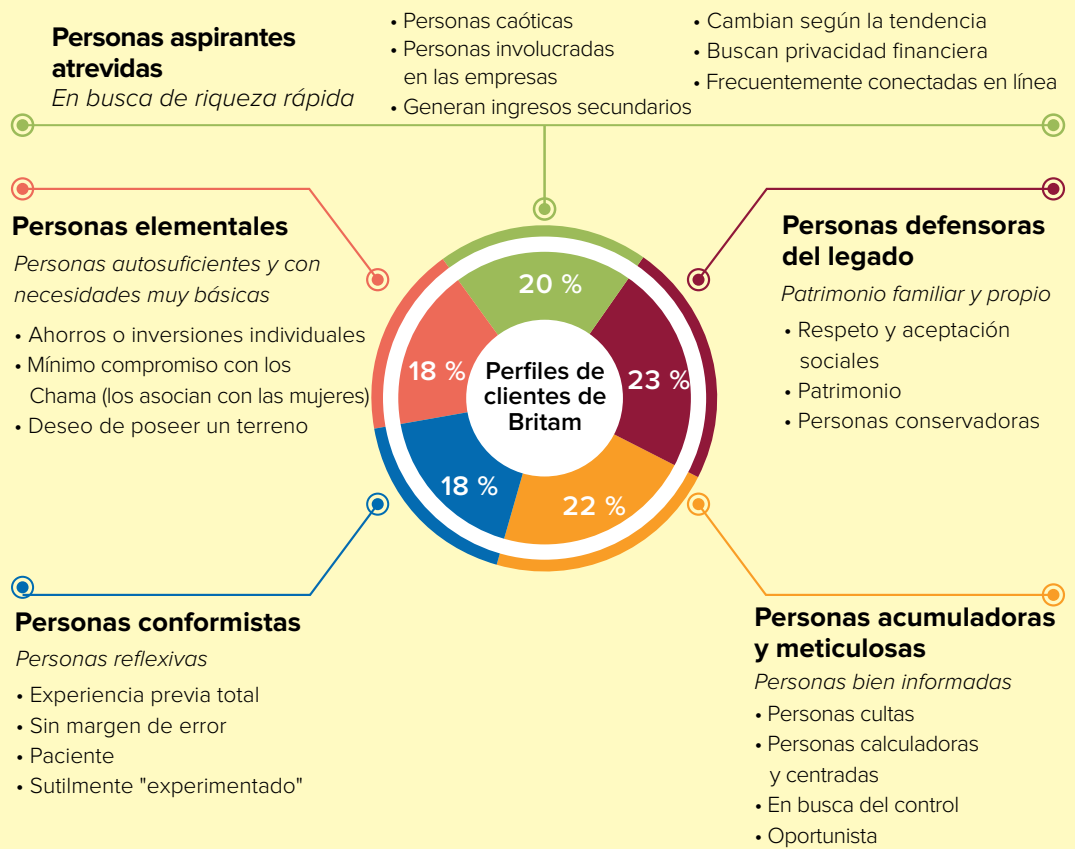 Personas aspirantes
atrevidas
En busca de riqueza rápida
• Personas caóticas
• Personas involucradas
en las empresas
• Generan ingresos secundarios
• Cambian según la tendencia
• Buscan privacidad financiera
• Frecuentemente conectadas en línea
Personas elementales
Personas autosuficientes y con
necesidades muy básicas
• Ahorros o inversiones individuales
• Mínimo compromiso con los
Chama (los asocian con las mujeres)
• Deseo de poseer un terreno
Personas defensoras
del legado
Patrimonio familiar y propio
• Respeto y aceptación
sociales
• Patrimonio
• Personas conservadoras
20 %
18 %
23 %
Perfiles de
clientes de
Britam
18 %
22 %
Personas conformistas
Personas reflexivas
• Experiencia previa total
• Sin margen de error
• Paciente
• Sutilmente "experimentado"
Personas acumuladoras
y meticulosas
Personas bien informadas
• Personas cultas
• Personas calculadoras
y centradas
• En busca del control
• Oportunista